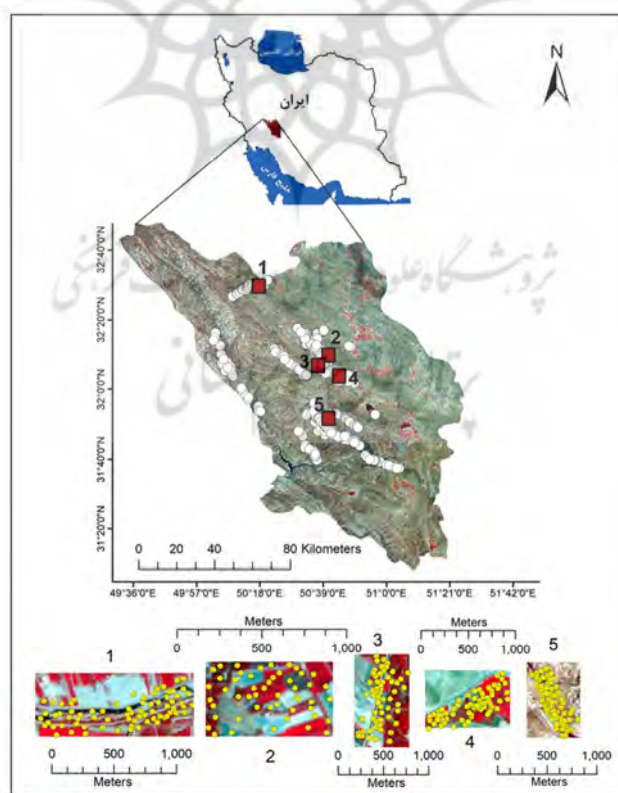 N
ایران
خلیج فارس
32°40'0"N
32°20'0"N
32°0'0"N
31°40'0"N
31°20'0"N
1
2
3
4
5
0 20 40 60 80 Kilometers
49°36'0"E 49°57'0"E 50°18'0"E 50°39'0"E 51°0'0"E 51°21'0"E 51°42'0"E
Meters
0 500 1,000
Meters
0 500 1,000
1
2
3
4
5
0 500 1,000
Meters
0 500 1,000
Meters
0 500 1,000
Meters